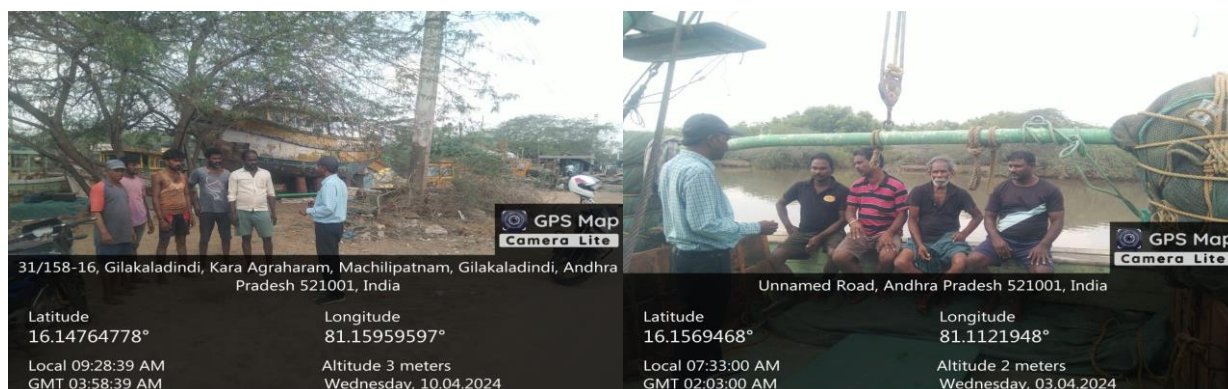 GPS Map
Camera Lite
31/158-16, Gilakaladindi, Kara Agraharam, Machilipatnam, Gilakaladindi, Andhra
Pradesh 521001, India
Latitude
16.14764778°
Longitude
81.15959597°
Local 09:28:39 AM
GMT 03:58:39 AM
Altitude 3 meters
Wednesday, 10.04.2024
GPS Map
Camera Lite
Unnamed Road, Andhra Pradesh 521001, India
Latitude
16.1569468°
Longitude
81.1121948°
Local 07:33:00 AM
GMT 02:03:00 AM
Altitude 2 meters
Wednesday, 03.04.2024